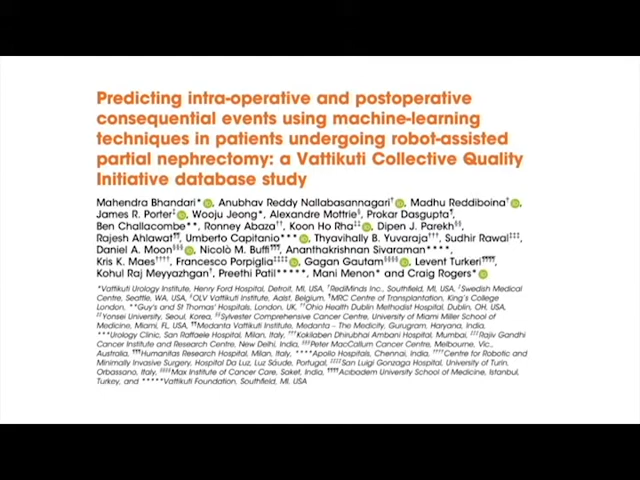 Predicting intra-operative and postoperative
consequential events using machine-learning
techniques in patients undergoing robot-assisted
partial nephrectomy: a Vattikuti Collective Quality
Initiative database study
Mahendra Bhandari*, Anubhav Reddy Nallabasannagari†, Madhu Reddiboina†,
James R. Porter‡, Wooju Jeong*, Alexandre Mottrie§, Prokar Dasgupta¶,
Ben Challacombe**, Ronney Abaza††, Koon Ho Rha‡‡, Dipen J. Parekh§§,
Rajesh Ahlawat¶¶, Umberto Capitanio***, Thyavihally B. Yuvaraja†††, Sudhir Rawal‡‡‡,
Daniel A. Moon§§§, Nicolò M. Buffi¶¶¶, Ananthakrishnan Sivaraman****,
Kris K. Maes††††, Francesco Porpiglia‡‡‡‡, Gagan Gautam§§§§, Levent Turkeri¶¶¶¶,
Kohul Raj Meyyazhgan†, Preethi Patil*****, Mani Menon* and Craig Rogers*
*Vattikuti Urology Institute, Henry Ford Hospital, Detroit, MI, USA, †RediMinds Inc., Southfield, MI, USA, ‡Swedish Medical
Centre, Seattle, WA, USA, §OLV Vattikuti Institute, Aalst, Belgium, ¶MRC Centre of Transplantation, King's College
London, **Guy's and St Thomas' Hospital, London, UK, ††Ohio Health Dublin Methodist Hospital, Dublin, OH, USA,
‡‡Yonsei University, Seoul, Korea, §§Sylvester Comprehensive Cancer Centre, University of Miami Miller School of
Medicine, Miami, FL, USA, ¶¶Medanta Vattikuti Institute, Medanta – The Medicity, Gurugram, Haryana, India,
***Urology Clinic, San Raffaele Hospital, Milan, Italy, †††Kokilaben Dhirubhai Ambani Hospital, Mumbai, ‡‡‡Rajiv Gandhi
Cancer Institute and Research Centre, New Delhi, India, §§§Peter MacCallum Cancer Centre, Melbourne, Vic.,
Australia, ¶¶¶Humanitas Research Hospital, Milan, Italy, ****Apollo Hospitals, Chennai, India, ††††Centre for Robotic and
Minimally Invasive Surgery, Hospital Da Luz, Luz Saúde, Portugal, ‡‡‡‡San Luigi Gonzaga Hospital, University of Turin,
Orbassano, Italy, §§§§Max Institute of Cancer Care, Saket, India, ¶¶¶¶Acibadem University School of Medicine, Istanbul,
Turkey, and *****Vattikuti Foundation, Southfield, MI, USA